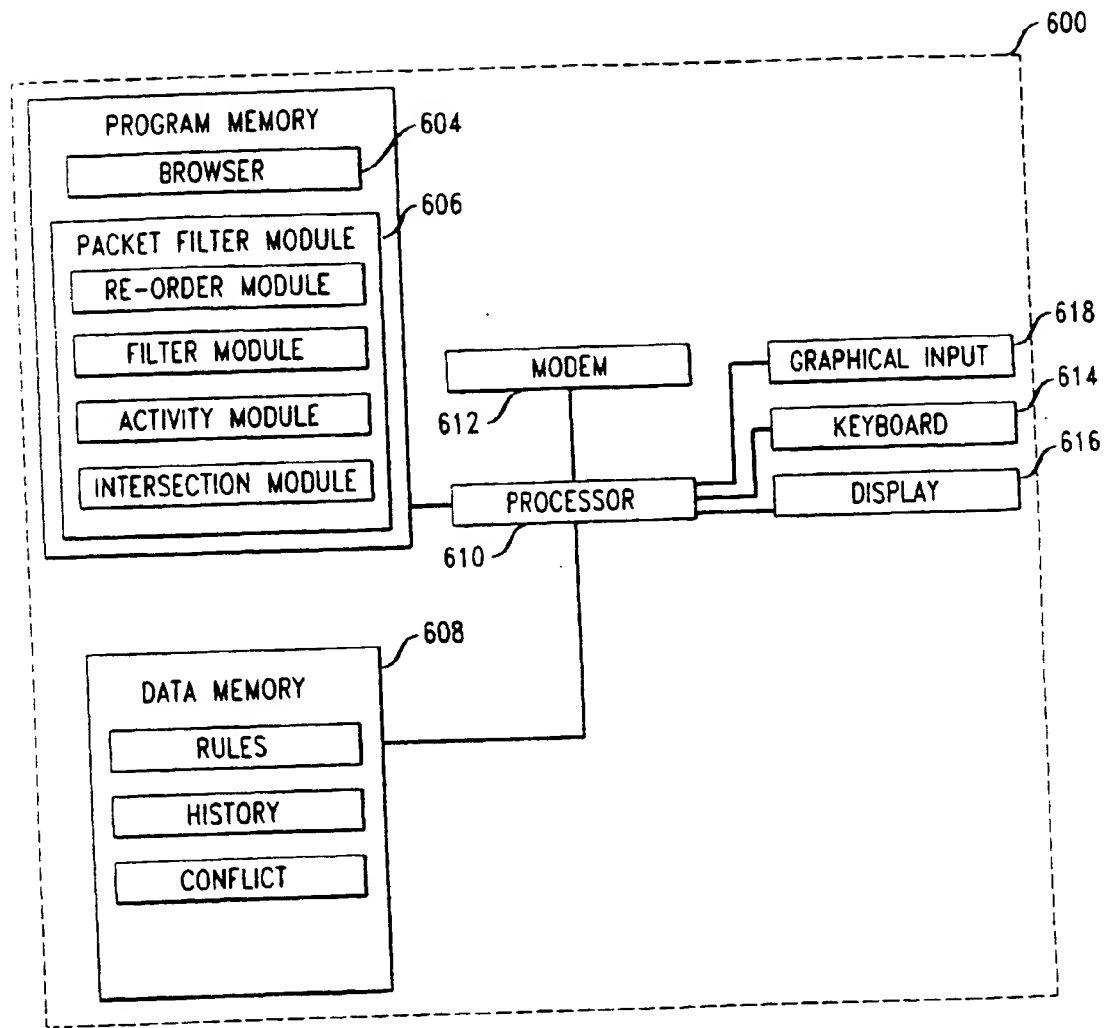 600
PROGRAM MEMORY
604
BROWSER
606
PACKET FILTER MODULE
RE-ORDER MODULE
FILTER MODULE
ACTIVITY MODULE
INTERSECTION MODULE
MODEM
612
618
GRAPHICAL INPUT
614
KEYBOARD
616
DISPLAY
PROCESSOR
610
608
DATA MEMORY
RULES
HISTORY
CONFLICT